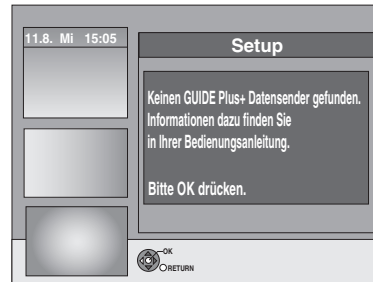 11.8. Mi 15:05
Setup
Keinen GUIDE Plus+ Datensender gefunden.
Informationen dazu finden Sie
in Ihrer Bedienungsanleitung.
Bitte OK drücken.
OK
RETURN